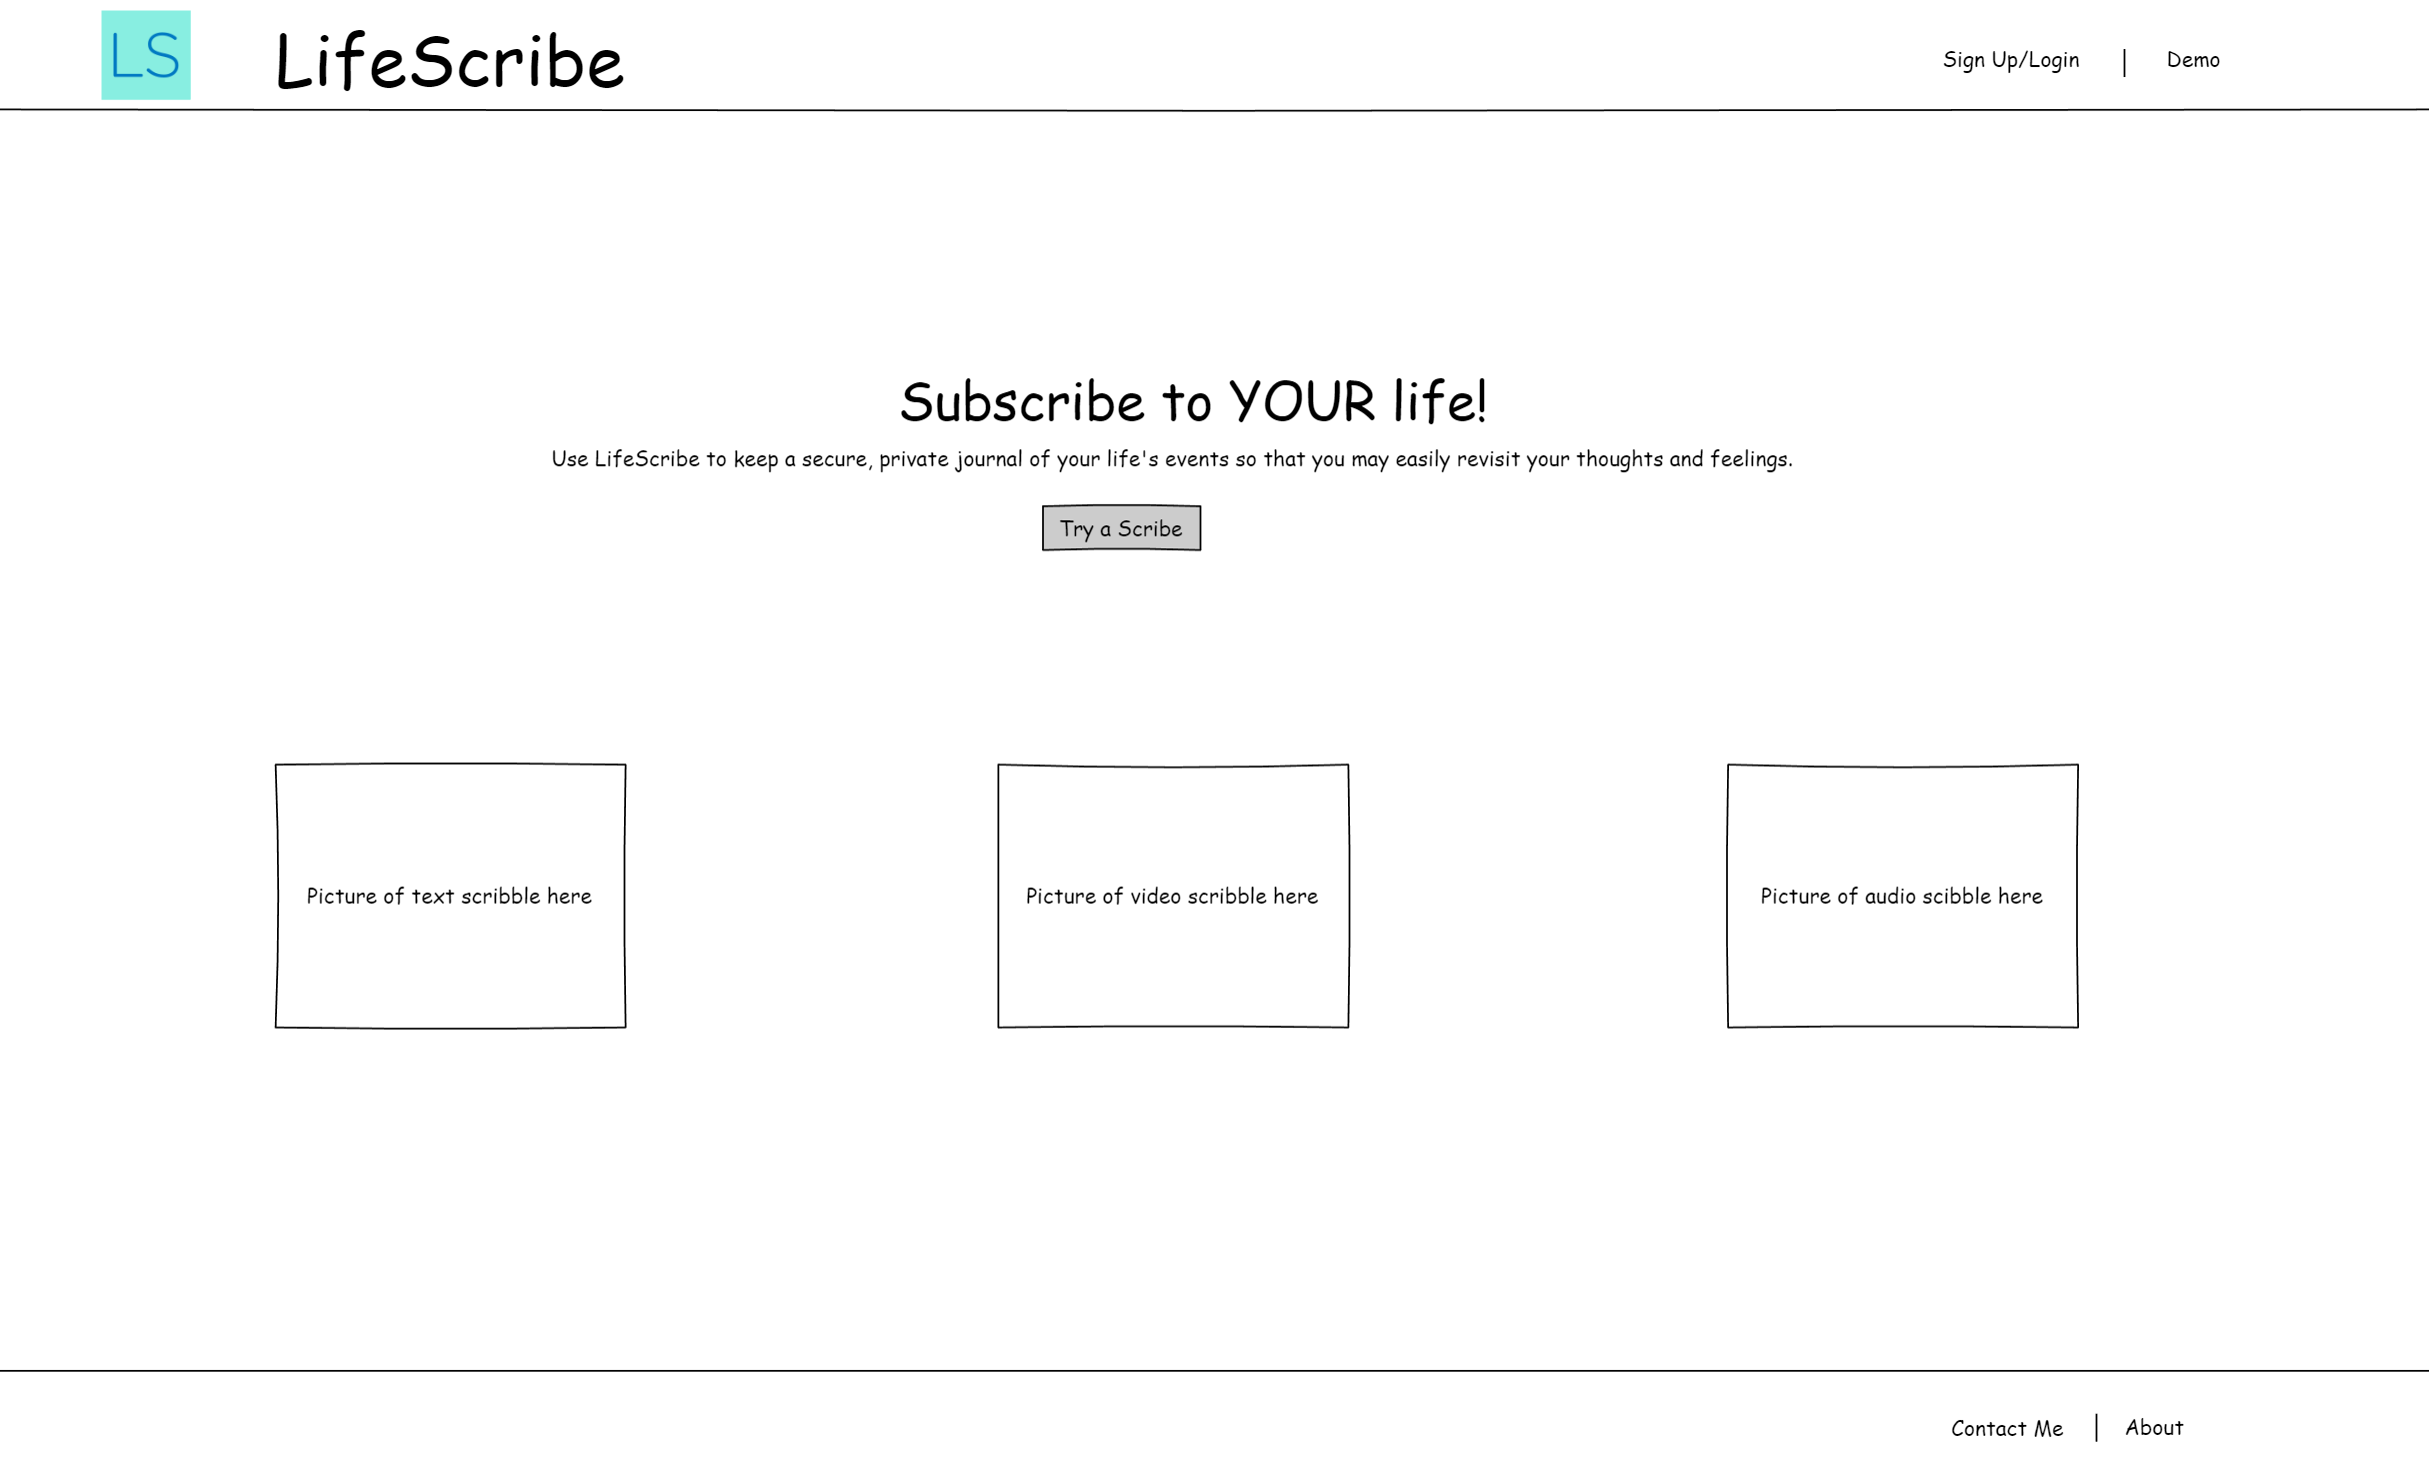 LS LifeScribe Sign Up/Login | Demo
Subscribe to YOUR life!
Use LifeScribe to keep a secure, private journal of your life's events so that you may easily revisit your thoughts and feelings.
Try a Scribe
Picture of text scribble here
Picture of video scribble here
Picture of audio scibble here
Contact Me | About